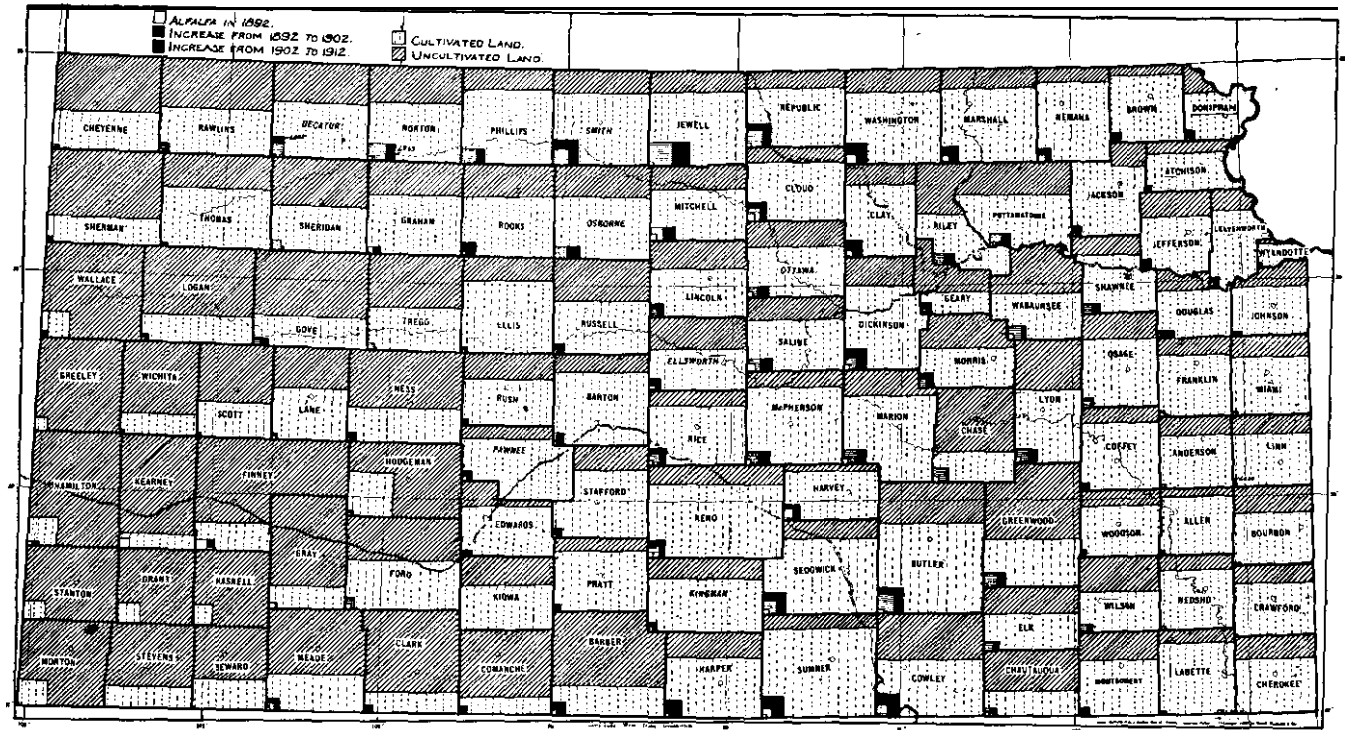 ALFALFA IN 1892.
INCREASE FROM 1892 TO 1902.
INCREASE FROM 1902 TO 1912.
CULTIVATED LAND.
UNCULTIVATED LAND.
CHEYENNE RAWLINS DECATUR NORTON PHILLIPS SMITH JEWELL REPUBLIC WASHINGTON MARSHALL NEMAHA BROWN DONIPHAN
SHERMAN THOMAS SHERIDAN GRAHAM ROOKS OSBORNE MITCHELL CLOUD CLAY RILEY POTTAWATOMIE JACKSON ATCHISON
JEFFERSON LEAVENWORTH WYANDOTTE
WALLACE LOGAN GOVE TREGO ELLIS RUSSELL LINCOLN OTTAWA DICKINSON GEARY WABAUNSEE SHAWNEE DOUGLAS JOHNSON
GREELEY WICHITA SCOTT LANE NESS RUSH BARTON ELLSWORTH SALINE MORRIS OSAGE FRANKLIN MIAMI
RICE McPHERSON MARION CHASE LYON COFFEY ANDERSON LINN
HAMILTON KEARNEY FINNEY HODGEMAN PAWNEE STAFFORD RENO HARVEY GREENWOOD WOODSON ALLEN BOURBON
STANTON GRANT HASKELL GRAY FORD EDWARDS KIOWA PRATT KINGMAN SEDGWICK BUTLER ELK WILSON NEOSHO CRAWFORD
MORTON STEVENS SEWARD MEADE CLARK COMANCHE BARBER HARPER SUMNER COWLEY CHAUTAUQUA MONTGOMERY LABETTE CHEROKEE